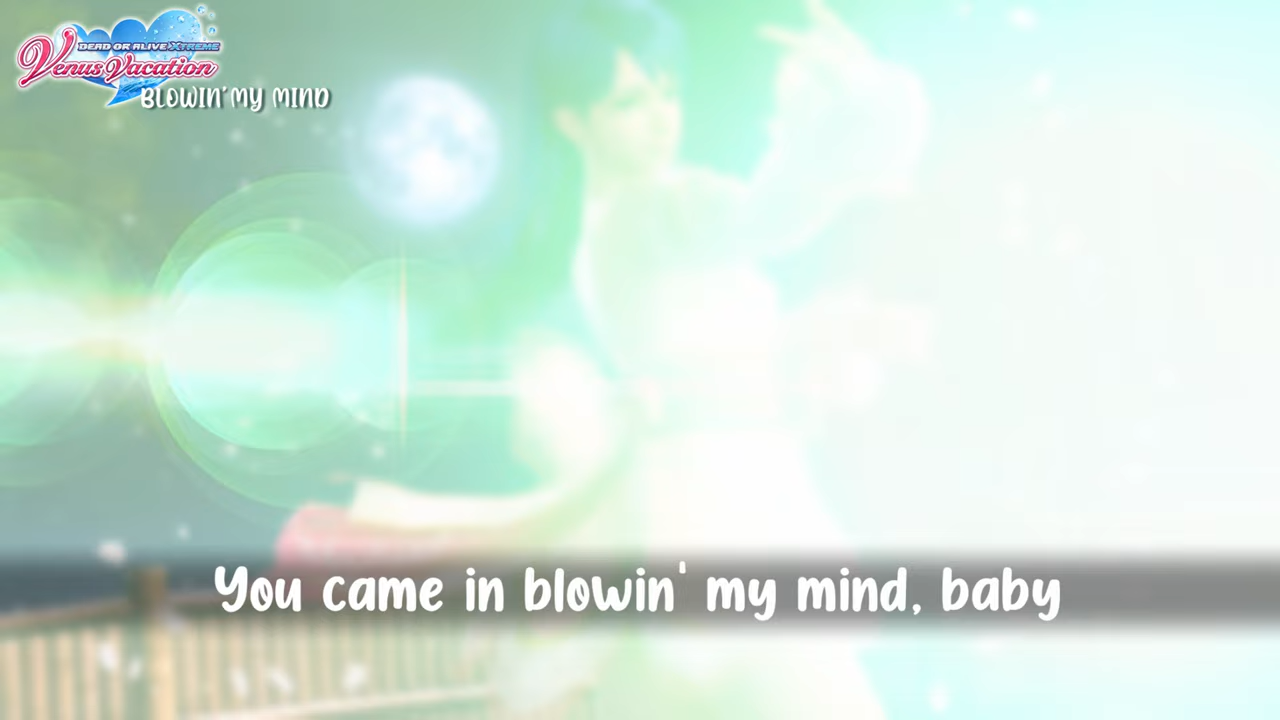 DEAD OR ALIVE XTREME
Venus Vacation
BLOWIN' MY MIND
You came in blowin' my mind, baby